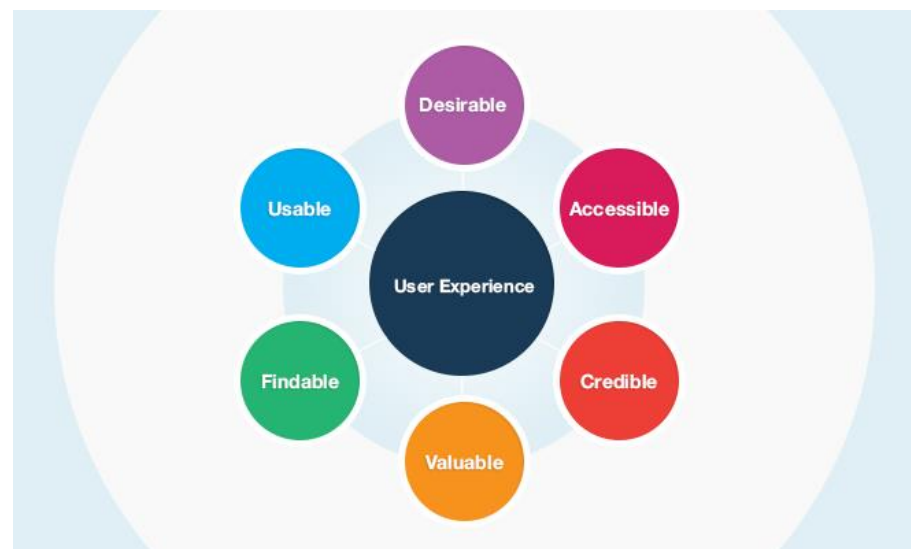 Desirable
Usable
Accessible
User Experience
Findable
Credible
Valuable